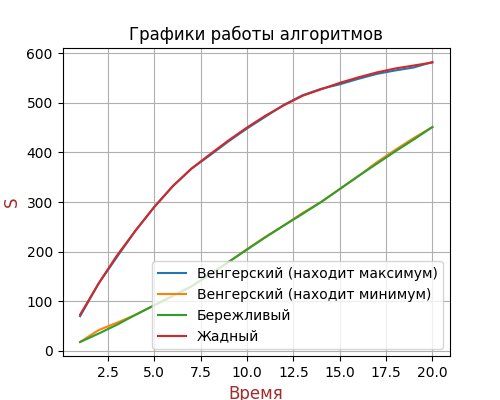 Графики работы алгоритмов
600
500
400
300
200
100
0
S
Венгерский (находит максимум)
Венгерский (находит минимум)
Бережливый
Жадный
2.5 5.0 7.5 10.0 12.5 15.0 17.5 20.0
Время